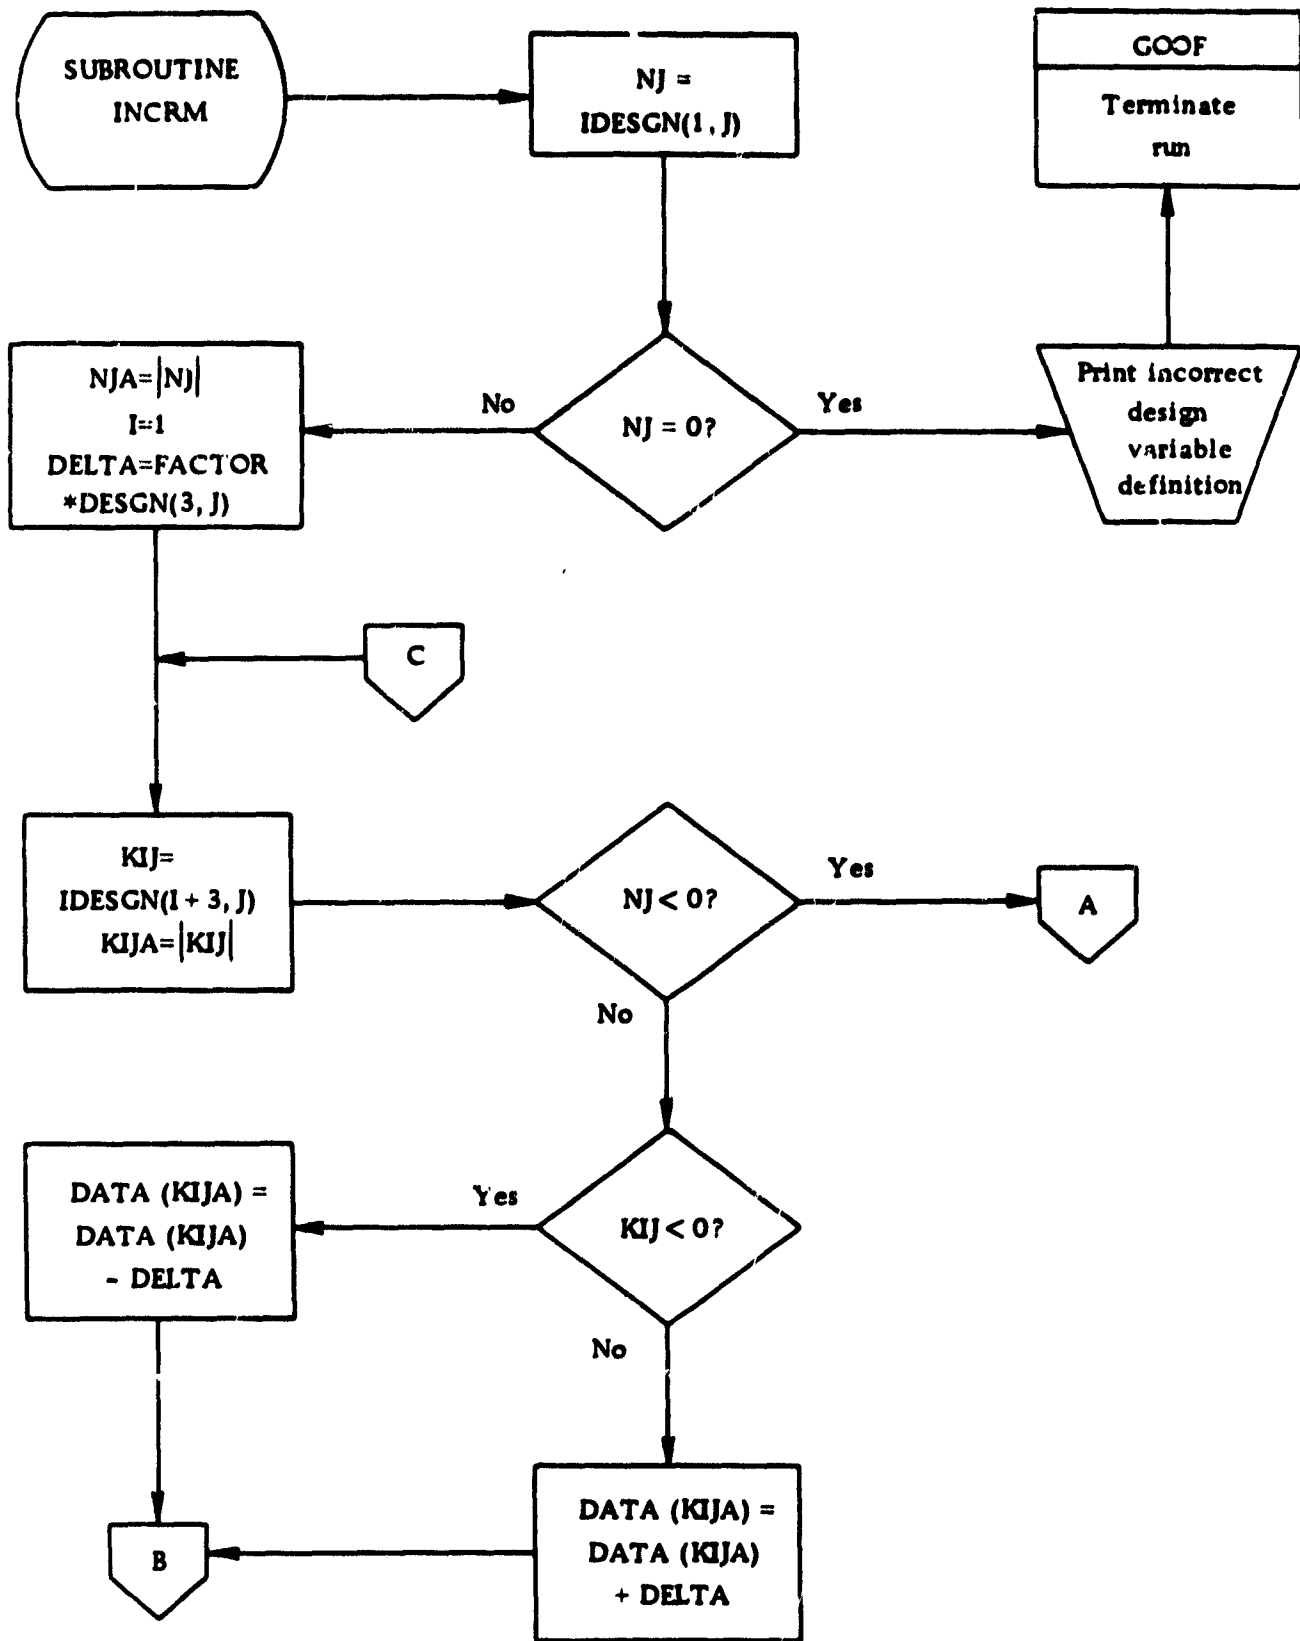 SUBROUTINE
INCRM
NJ =
IDESGN(1, J)
GOOF
Terminate
run
NJA=|NJ|
I=1
DELTA=FACTOR
*DESGN(3, J)
No
NJ = 0?
Yes
Print incorrect
design
variable
definition
C
KIJ=
IDESGN(I + 3, J)
KIJA=|KIJ|
NJ < 0?
Yes
A
No
DATA (KIJA) =
DATA (KIJA)
- DELTA
Yes
KIJ < 0?
No
B
DATA (KIJA) =
DATA (KIJA)
+ DELTA